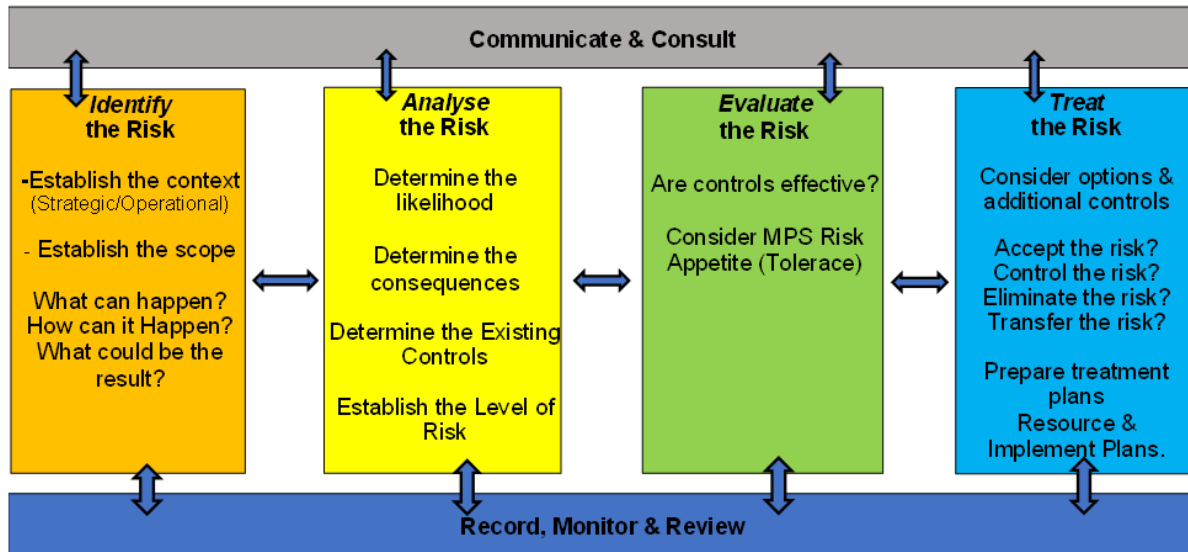 Communicate & Consult
Identify
the Risk
-Establish the context
(Strategic/Operational)
- Establish the scope
What can happen?
How can it Happen?
What could be the
result?
Analyse
the Risk
Determine the
likelihood
Determine the
consequences
Determine the Existing
Controls
Establish the Level of
Risk
Evaluate
the Risk
Are controls effective?
Consider MPS Risk
Appetite (Tolerace)
Treat
the Risk
Consider options &
additional controls
Accept the risk?
Control the risk?
Eliminate the risk?
Transfer the risk?
Prepare treatment
plans
Resource &
Implement Plans.
Record, Monitor & Review